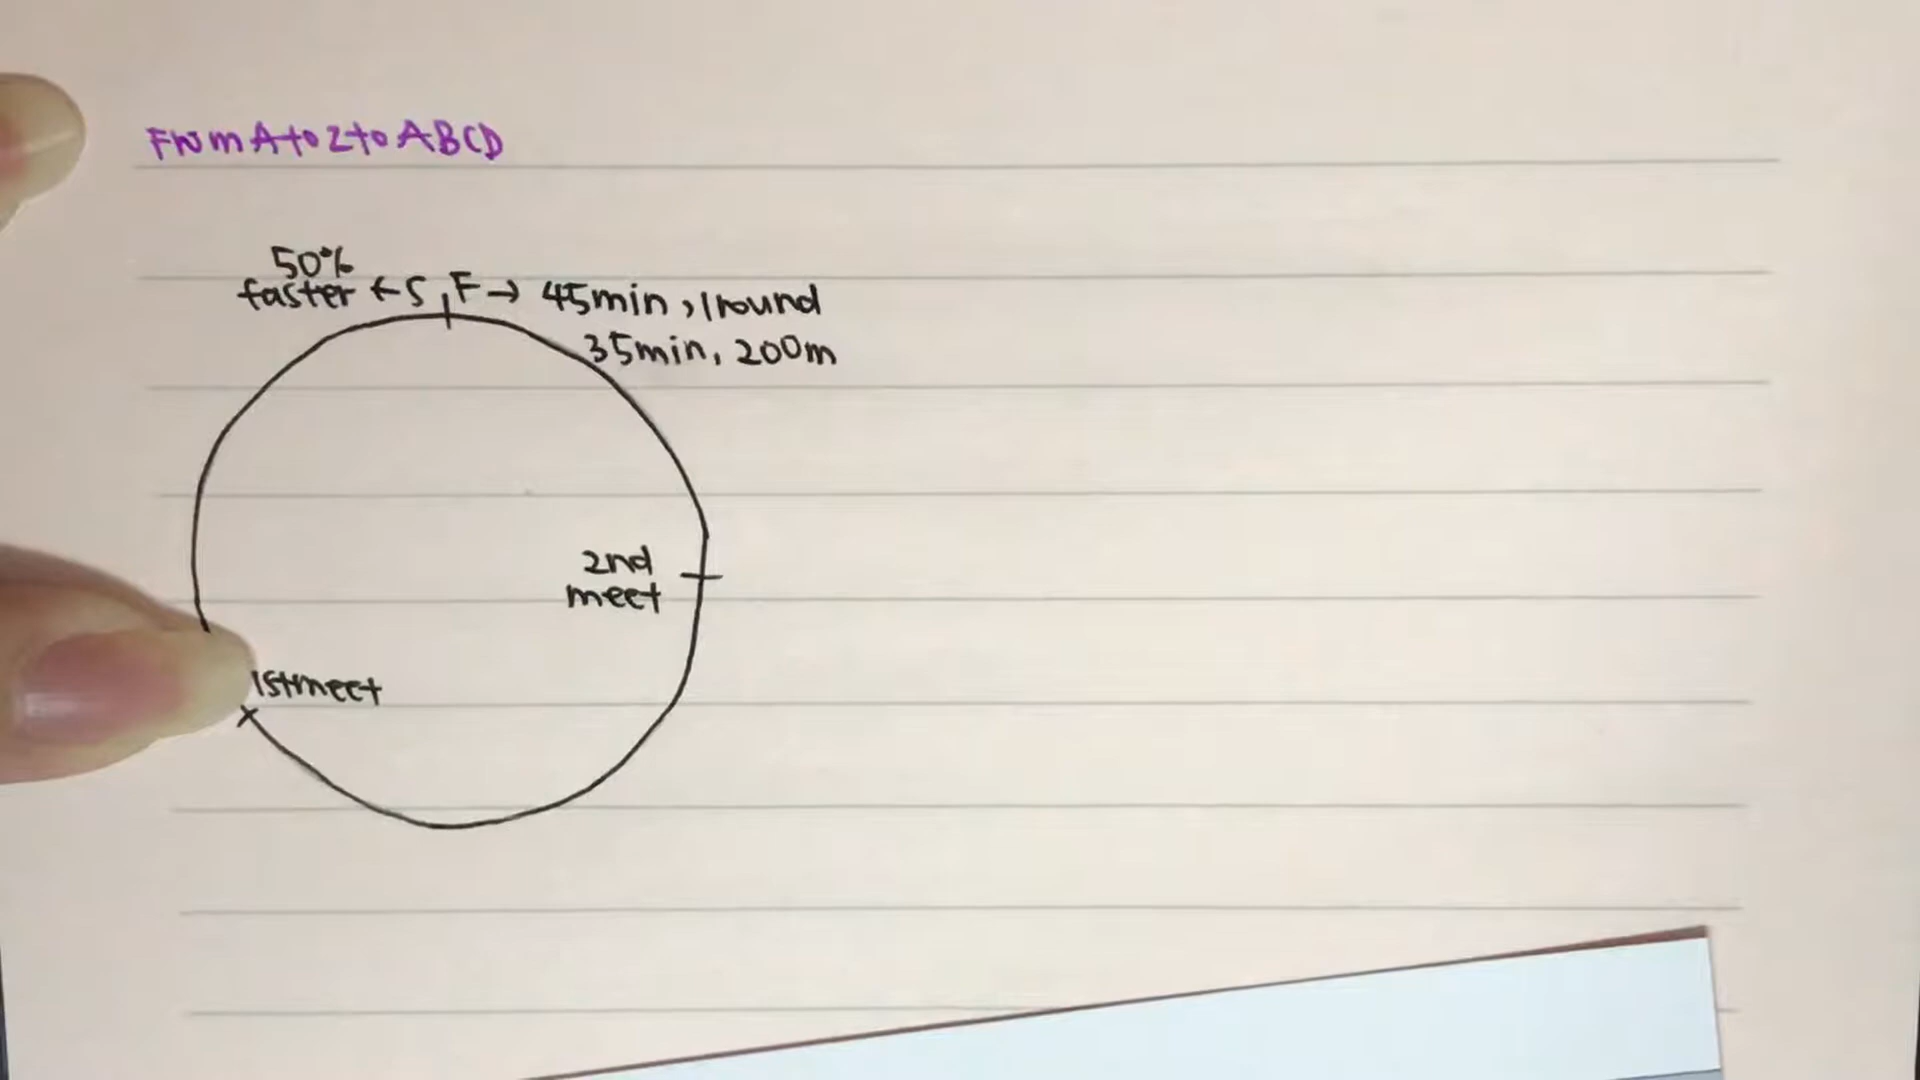 From A to Z to ABCD
50%
faster ← S, F → 45min, 1round
35min, 200m
2nd
meet
1st meet